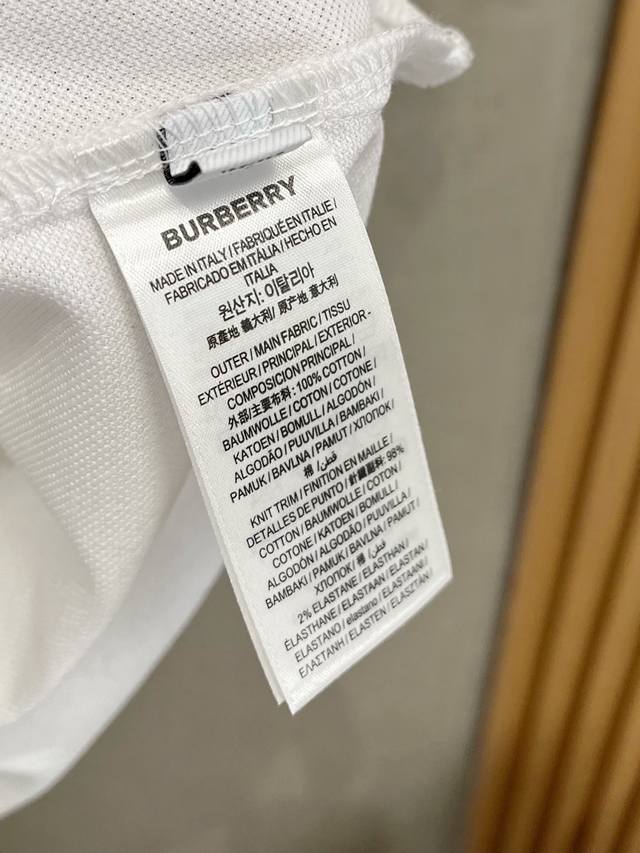 BURBERRY
MADE IN ITALY / FABRIQUÉ EN ITALIE /
FABRICADO EM ITÁLIA / HECHO EN
ITALIA
원산지: 이탈리아
原產地 義大利 / 原产地 意大利
OUTER / MAIN FABRIC / TISSU
EXTÉRIEUR / PRINCIPAL / EXTERIOR -
COMPOSICION PRINCIPAL /
外部/主要布料: 100% COTTON /
BAUMWOLLE / COTON / COTONE /
KATOEN / BOMULL / ALGODÓN /
ALGODÃO / PUUVILLA / BAMBAKI /
PAMUK / BAVLNA / PAMUT / ХЛОПОК /
棉 / قطن
KNIT TRIM / FINITION EN MAILLE /
DETALLES DE PUNTO / 針織飾料: 98%
COTTON / BAUMWOLLE / COTON /
COTONE / KATOEN / BOMULL /
ALGODÓN / ALGODÃO / PUUVILLA /
BAMBAKI / PAMUK / BAVLNA / PAMUT /
ХЛОПОК / 棉 / قطن
2% ELASTANE / ELASTHAN /
ÉLASTHANE / ELASTAAN / ELASTAN /
ELASTANO / elastano / ELASTAANI /
ΕΛΑΣΤΑΝΗ / ELASTEN / ELASZTÁN /